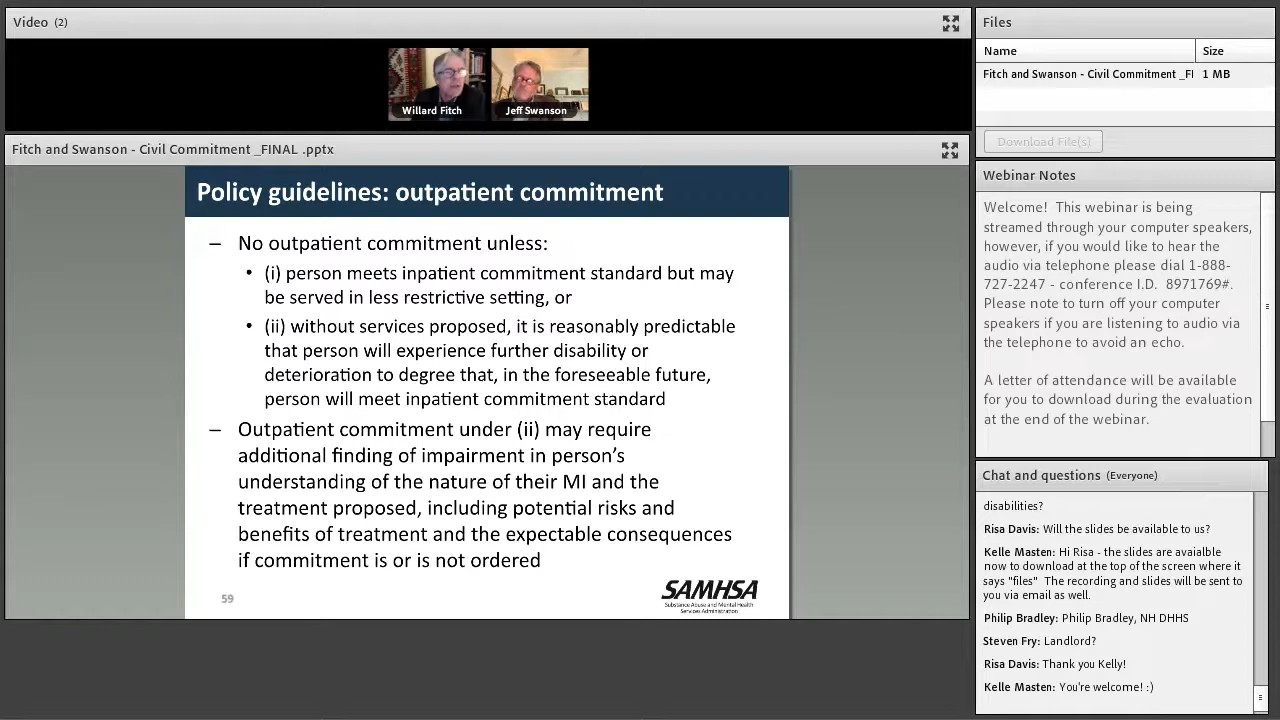 Video (2)
Willard Fitch
Jeff Swanson
Fitch and Swanson - Civil Commitment _FINAL .pptx
Policy guidelines: outpatient commitment
– No outpatient commitment unless:
• (i) person meets inpatient commitment standard but may
be served in less restrictive setting, or
• (ii) without services proposed, it is reasonably predictable
that person will experience further disability or
deterioration to degree that, in the foreseeable future,
person will meet inpatient commitment standard
– Outpatient commitment under (ii) may require
additional finding of impairment in person's
understanding of the nature of their MI and the
treatment proposed, including potential risks and
benefits of treatment and the expectable consequences
if commitment is or is not ordered
59
SAMHSA
Substance Abuse and Mental Health
Services Administration
Files
Name Size
Fitch and Swanson - Civil Commitment _FI 1 MB
Download File(s)
Webinar Notes
Welcome! This webinar is being
streamed through your computer speakers,
however, if you would like to hear the
audio via telephone please dial 1-888-
727-2247 - conference I.D. 8971769#.
Please note to turn off your computer
speakers if you are listening to audio via
the telephone to avoid an echo.
A letter of attendance will be available
for you to download during the evaluation
at the end of the webinar.
Chat and questions (Everyone)
disabilities?
Risa Davis: Will the slides be available to us?
Kelle Masten: Hi Risa - the slides are avaialble
now to download at the top of the screen where it
says "files" The recording and slides will be sent to
you via email as well.
Philip Bradley: Philip Bradley, NH DHHS
Steven Fry: Landlord?
Risa Davis: Thank you Kelly!
Kelle Masten: You're welcome! :)